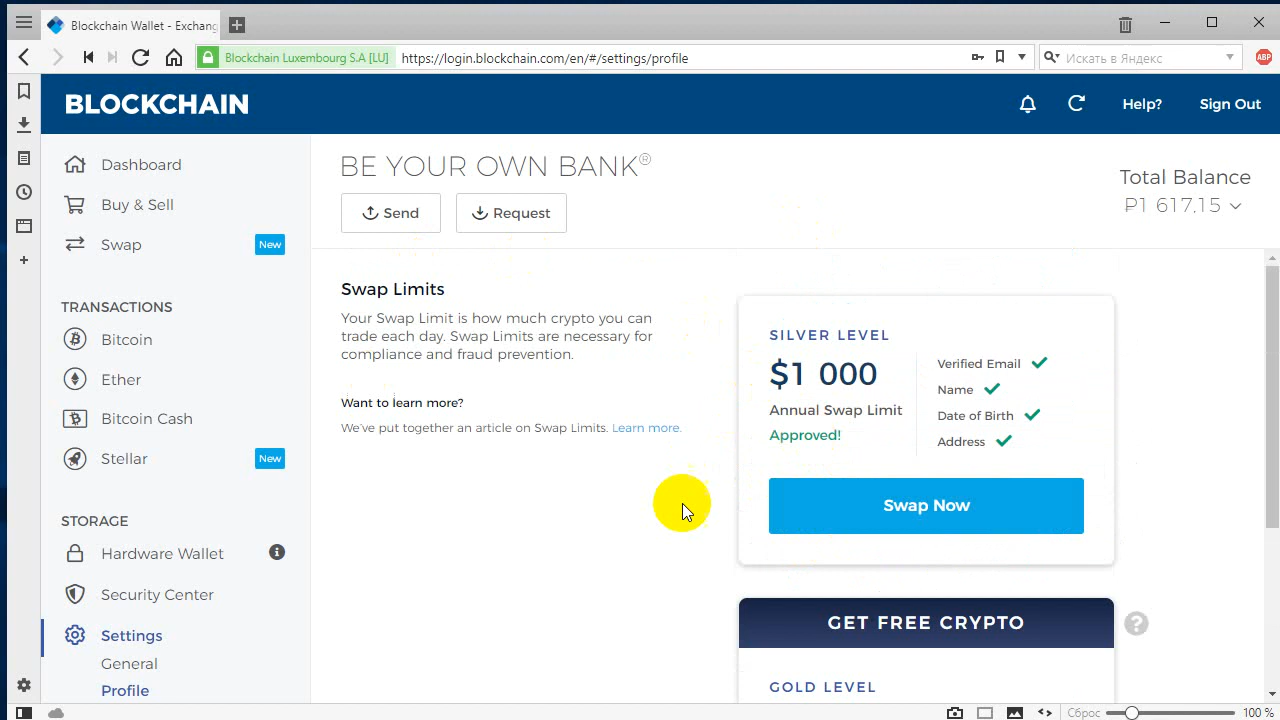 Blockchain Wallet - Exchang
Blockchain Luxembourg S.A [LU]
https://login.blockchain.com/en/#/settings/profile
Искать в Яндекс
ABP
BLOCKCHAIN
Help?
Sign Out
Dashboard
Buy & Sell
Swap
New
TRANSACTIONS
Bitcoin
Ether
Bitcoin Cash
Stellar
New
STORAGE
Hardware Wallet
Security Center
Settings
General
Profile
BE YOUR OWN BANK®
Send
Request
Total Balance
₽1 617,15
Swap Limits
Your Swap Limit is how much crypto you can
trade each day. Swap Limits are necessary for
compliance and fraud prevention.
Want to learn more?
We've put together an article on Swap Limits. Learn more.
SILVER LEVEL
$1 000
Annual Swap Limit
Approved!
Verified Email
Name
Date of Birth
Address
Swap Now
GET FREE CRYPTO
?
GOLD LEVEL
Сброс
100 %